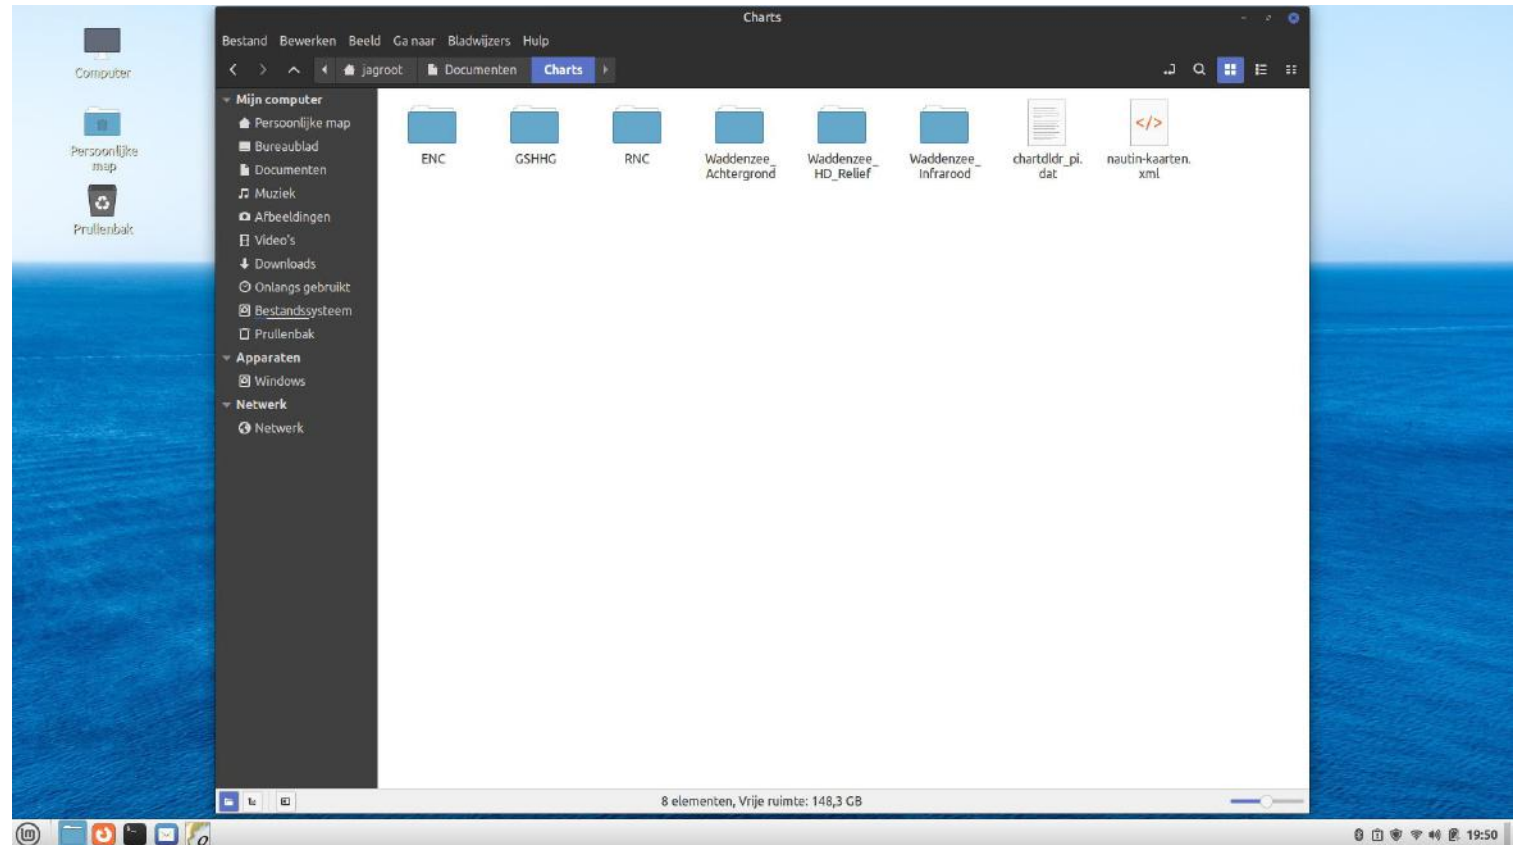 Charts
Bestand Bewerken Beeld Ga naar Bladwijzers Hulp
jagroot Documenten Charts
Computer
Persoonlijke
map
Prullenbak
Mijn computer
Persoonlijke map
Bureaublad
Documenten
Muziek
Afbeeldingen
Video's
Downloads
Onlangs gebruikt
Bestandssysteem
Prullenbak
Apparaten
Windows
Netwerk
Netwerk
ENC
GSHHG
RNC
Waddenzee_
Achtergrond
Waddenzee_
HD_Relief
Waddenzee_
Infrarood
chartdldr_pi.
dat
</>
nautin-kaarten.
xml
8 elementen, Vrije ruimte: 148,3 GB
19:50